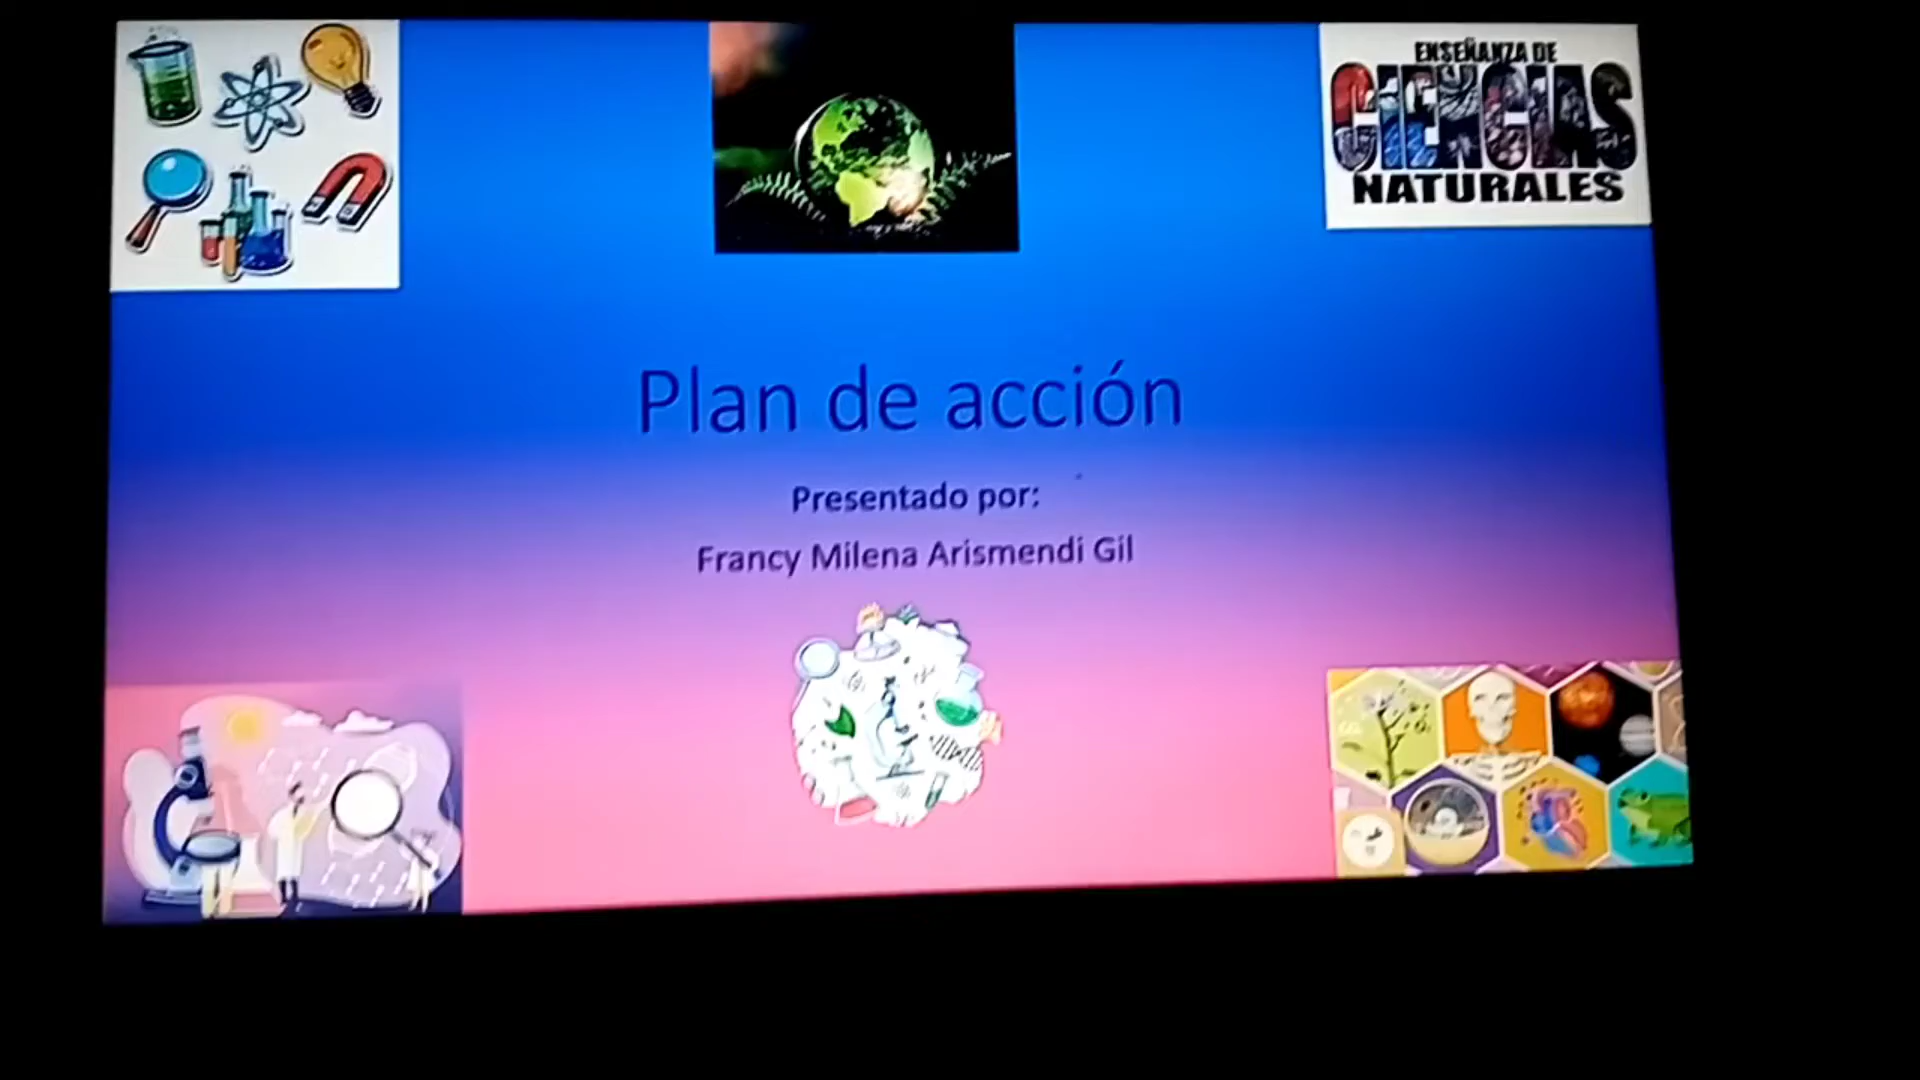 ENSEÑANZA DE
CIENCIAS
NATURALES
Plan de acción
Presentado por:
Francy Milena Arismendi Gil